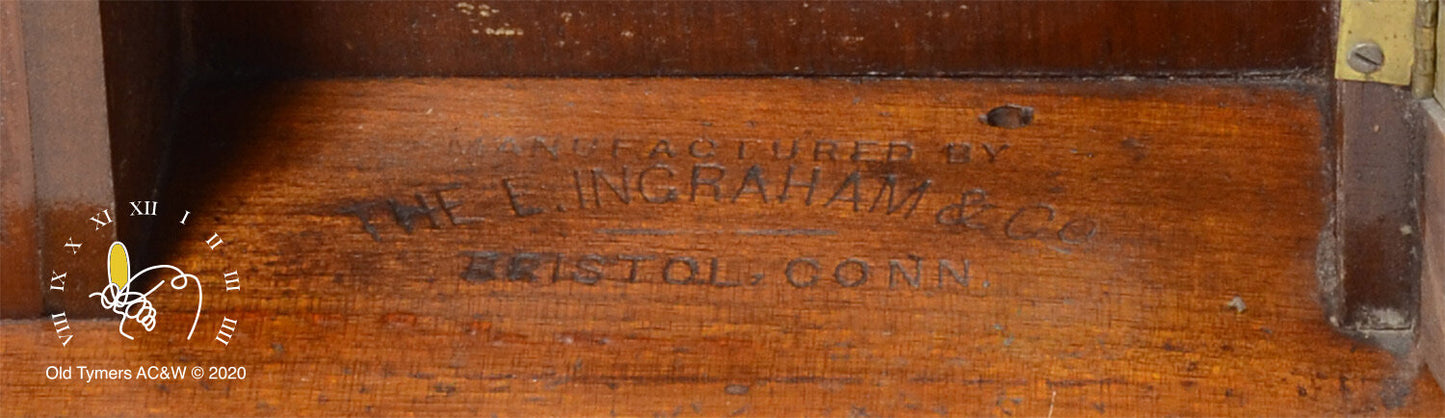 MANUFACTURED BY
THE E. INGRAHAM & Co
BRISTOL, CONN.
VIII IX X XI XII I II III IIII
Old Tymers AC&W © 2020